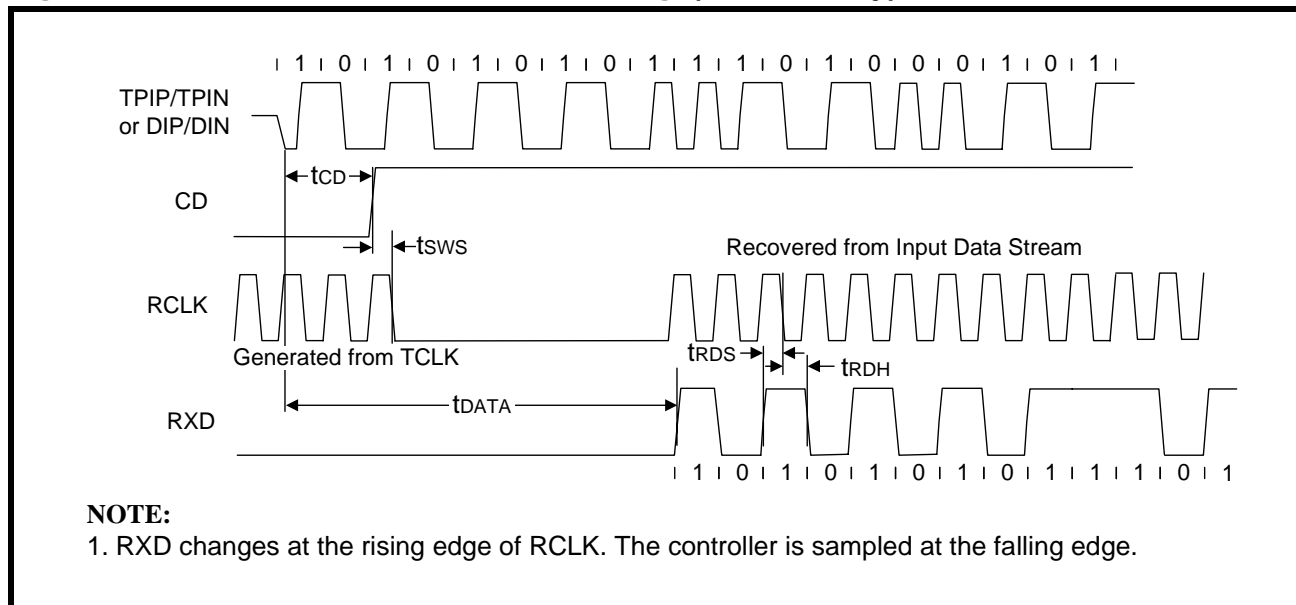 1 0 1 0 1 0 1 0 1 1 1 0 1 0 0 0 1 0 1
TPIP/TPIN
or DIP/DIN
tCD
CD
tSWS
Recovered from Input Data Stream
RCLK
Generated from TCLK
tRDS
tRDH
tDATA
RXD
1 0 1 0 1 0 1 0 1 1 1 0 1
NOTE:
1. RXD changes at the rising edge of RCLK. The controller is sampled at the falling edge.